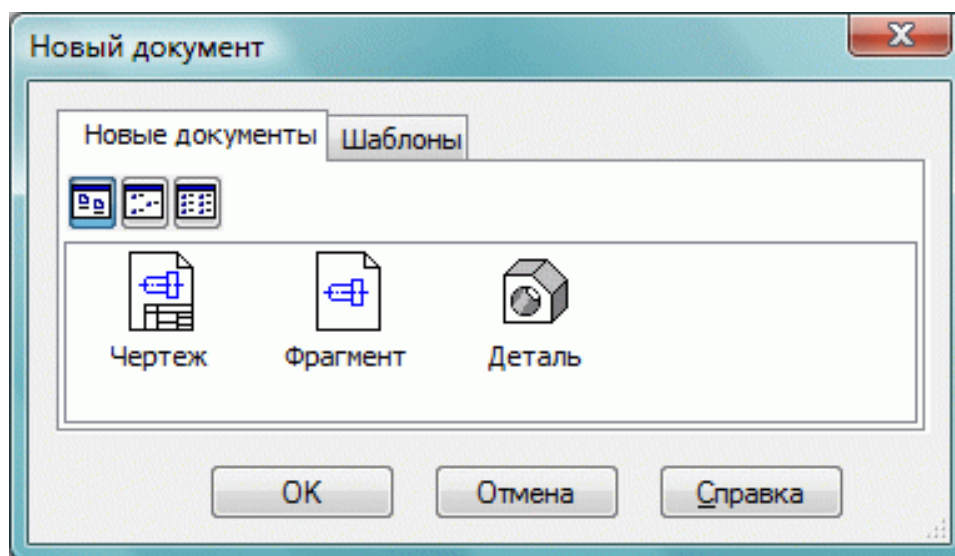 Новый документ
Новые документы Шаблоны
Чертеж Фрагмент Деталь
OK Отмена Справка